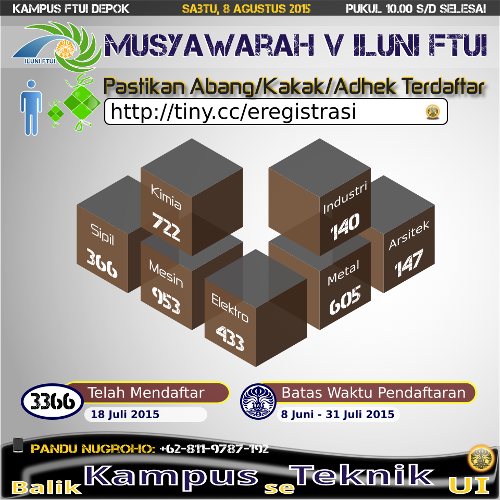 KAMPUS FTUI DEPOK
SABTU, 8 AGUSTUS 2015
PUKUL 10.00 S/D SELESAI
MUSYAWARAH V ILUNI FTUI
ILUNI FTUI
Pastikan Abang/Kakak/Adhek Terdaftar
http://tiny.cc/eregistrasi
Kimia
722
Industri
140
Sipil
366
Arsitek
147
Mesin
953
Metal
605
Elektro
433
3366
Telah Mendaftar
18 Juli 2015
Batas Waktu Pendaftaran
8 Juni - 31 Juli 2015
PANDU NUGROHO: +62-811-9787-192
Balik Kampus se Teknik UI